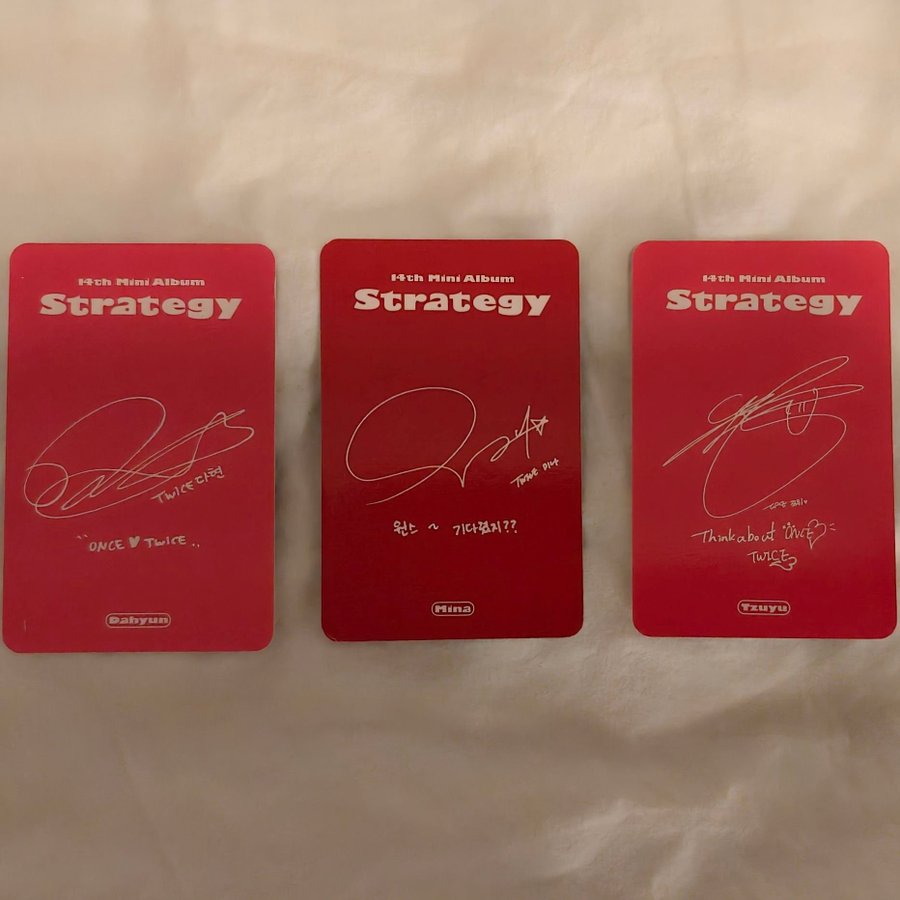 14th Mini Album
Strategy
TWICE 다현
"ONCE ♥ TWICE..
Dahyun
14th Mini Album
Strategy
TWICE 미나
원스 ~ 기다렸지??
Mina
14th Mini Album
Strategy
Think about "ONCE"
TWICE
Tzuyu